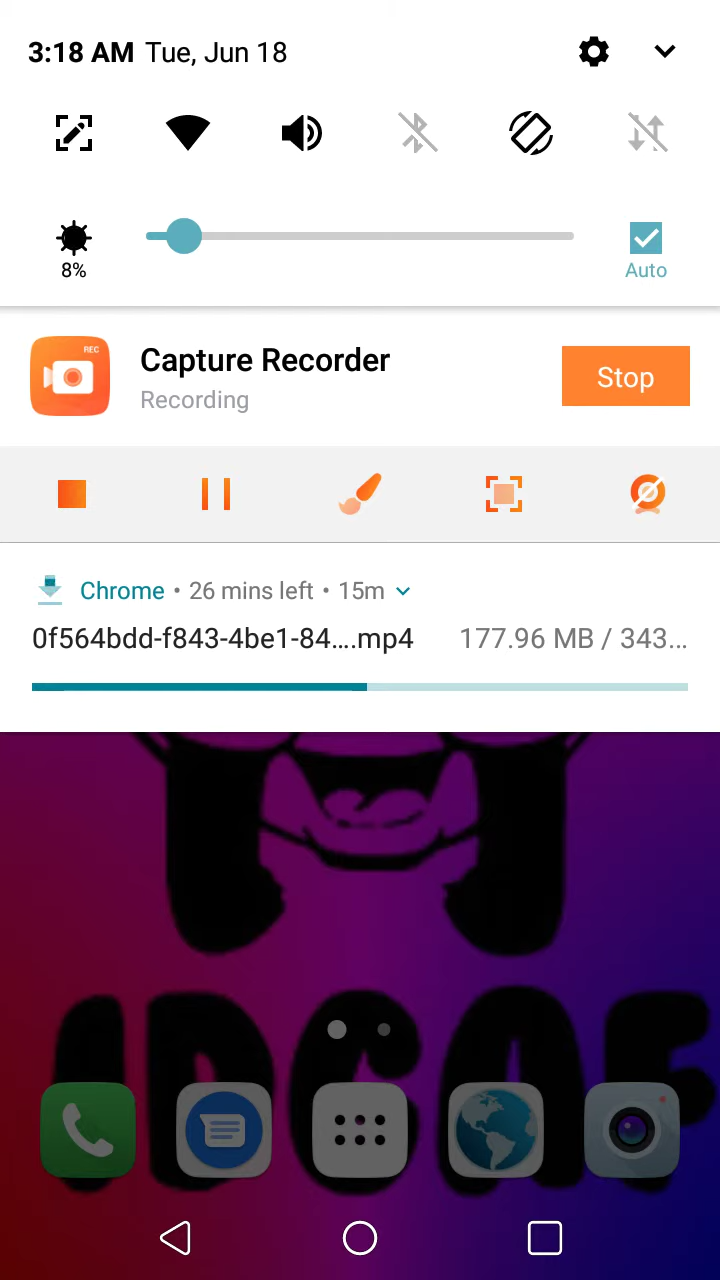 3:18 AM Tue, Jun 18
8%
Auto
REC
Capture Recorder
Recording
Stop
Chrome • 26 mins left • 15m
0f564bdd-f843-4be1-84....mp4 177.96 MB / 343...
IDGAF